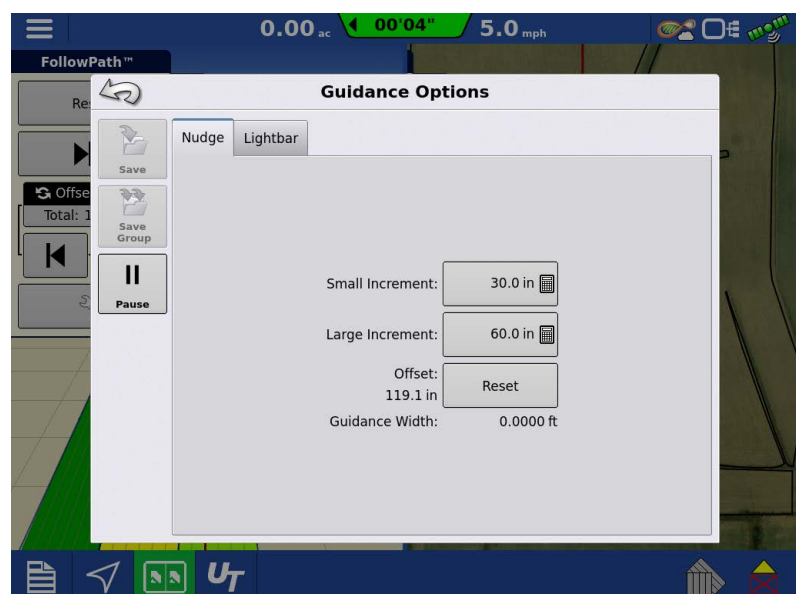 0.00 ac 00'04" 5.0 mph
FollowPath™
Guidance Options
Nudge Lightbar
Save
Offse
Total: 1
Save
Group
Pause
Small Increment: 30.0 in
Large Increment: 60.0 in
Offset:
119.1 in
Reset
Guidance Width: 0.0000 ft
UT